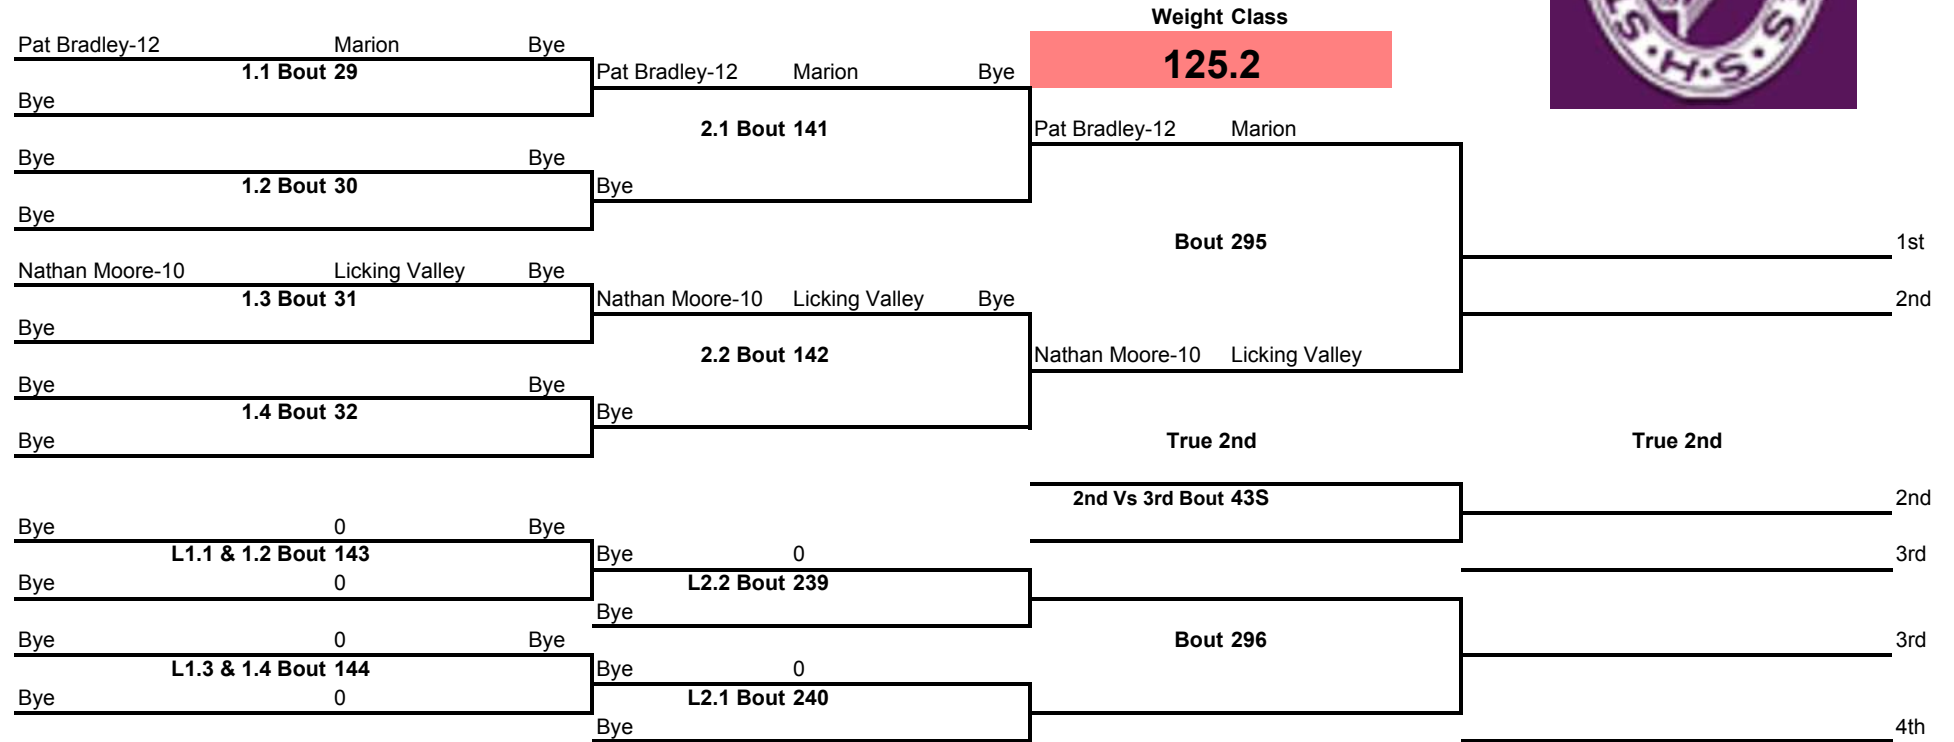 Weight Class
125.2
Pat Bradley-12 Marion Bye
1.1 Bout 29
Bye
Pat Bradley-12 Marion Bye
2.1 Bout 141
Bye
Bye Bye
1.2 Bout 30
Bye
Pat Bradley-12 Marion
Bout 295
1st
2nd
Nathan Moore-10 Licking Valley Bye
1.3 Bout 31
Bye
Nathan Moore-10 Licking Valley Bye
2.2 Bout 142
Bye
Nathan Moore-10 Licking Valley
Bye Bye
1.4 Bout 32
Bye
True 2nd True 2nd
2nd Vs 3rd Bout 43S
2nd
3rd
Bye 0 Bye
L1.1 & 1.2 Bout 143
Bye 0
Bye 0
L2.2 Bout 239
Bye
Bye 0 Bye
L1.3 & 1.4 Bout 144
Bye 0
Bye 0
L2.1 Bout 240
Bye
Bout 296
3rd
4th
S·H·S